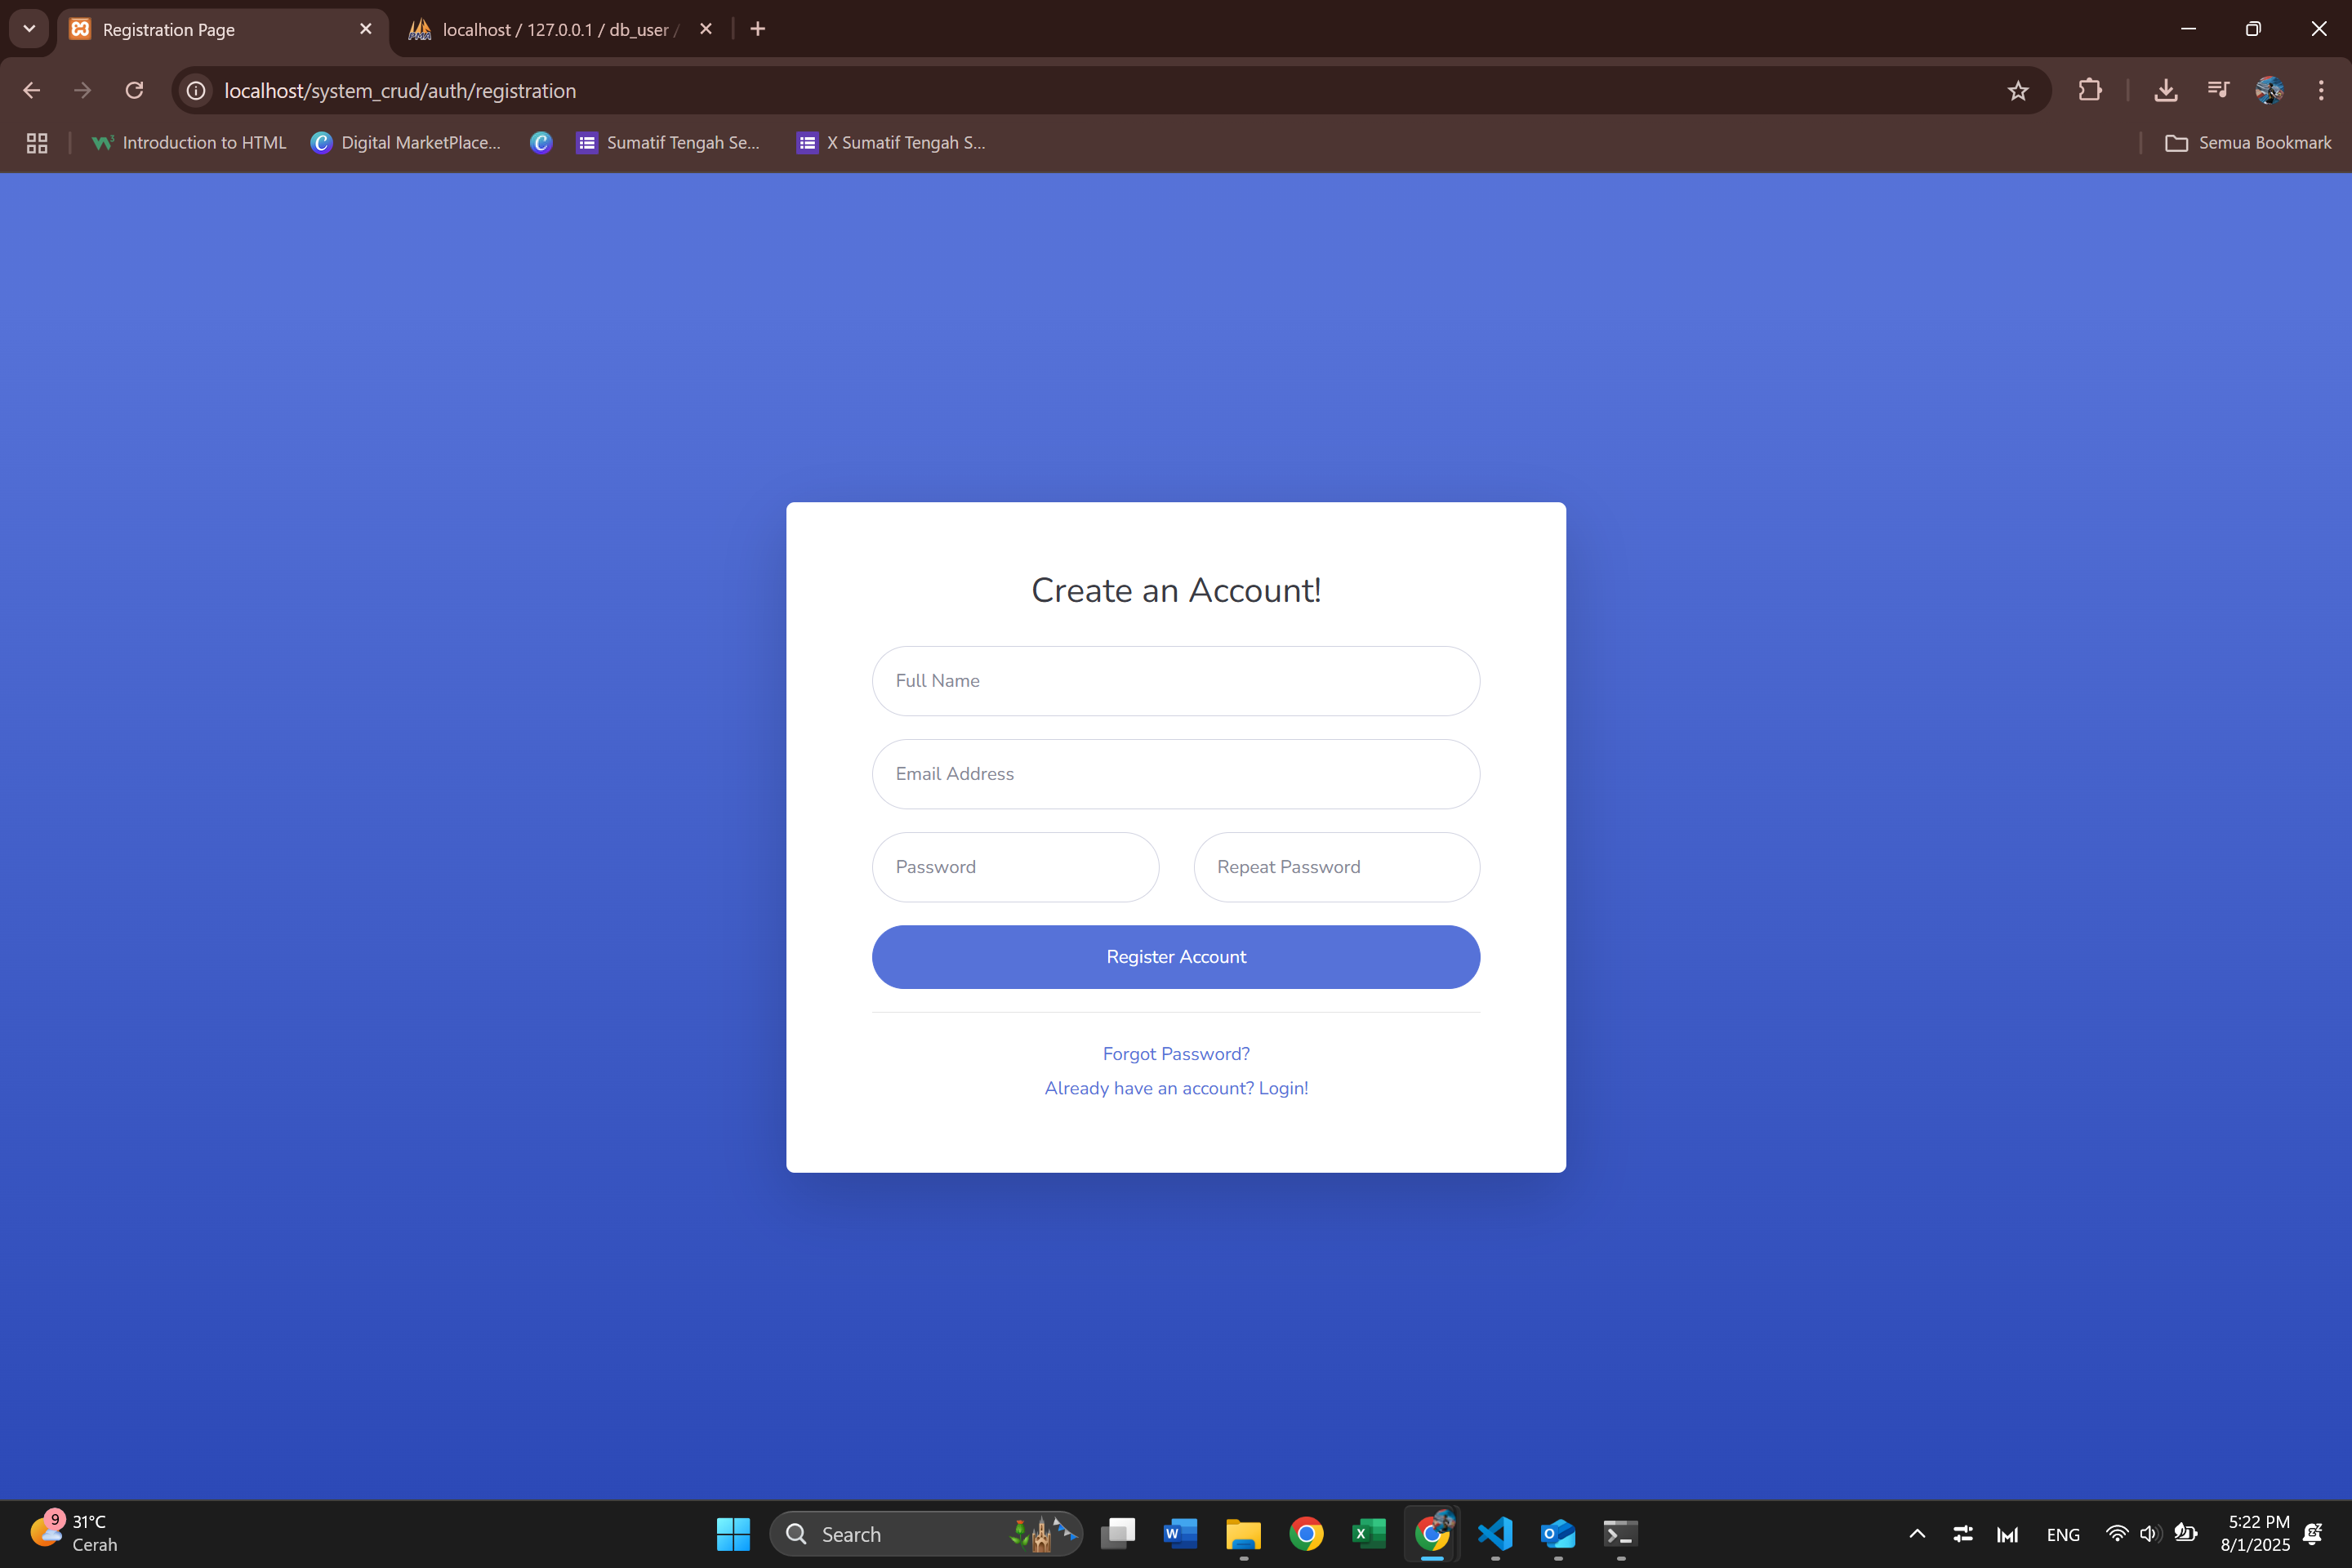 Registration Page
localhost / 127.0.0.1 / db_user /
localhost/system_crud/auth/registration
Introduction to HTML
Digital MarketPlace...
Sumatif Tengah Se...
X Sumatif Tengah S...
Semua Bookmark
Create an Account!
Full Name
Email Address
Password
Repeat Password
Register Account
Forgot Password?
Already have an account? Login!
9
31°C
Cerah
Search
ENG
5:22 PM
8/1/2025